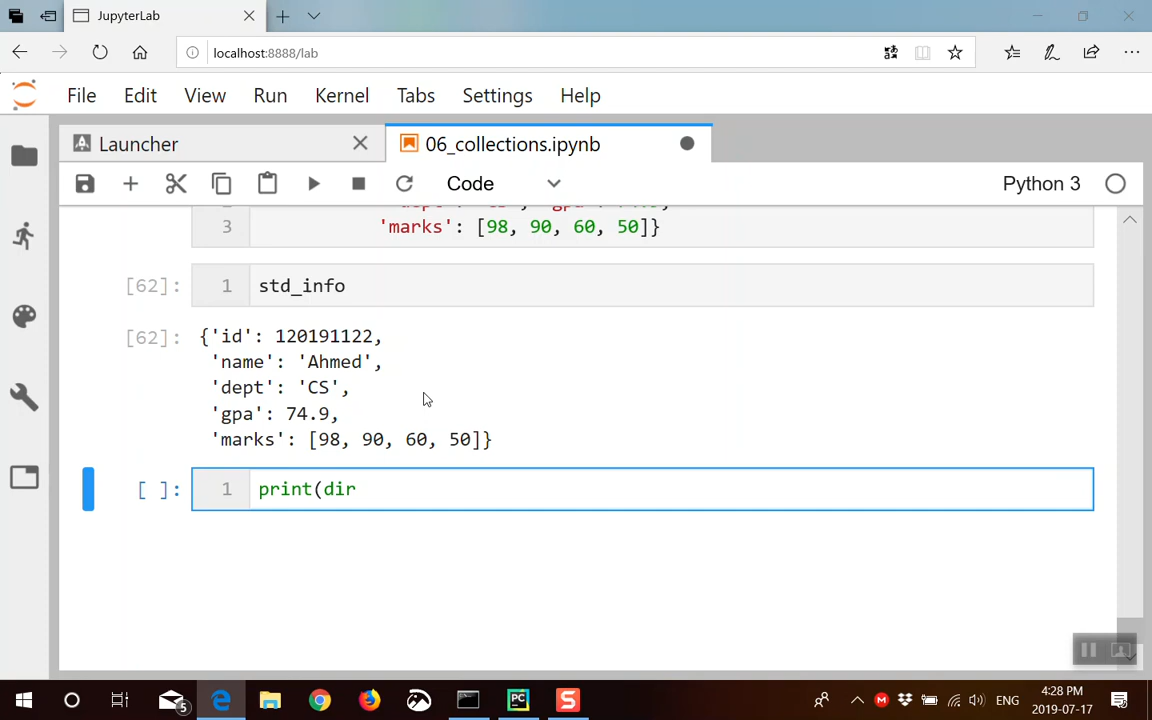 JupyterLab
localhost:8888/lab
File Edit View Run Kernel Tabs Settings Help
Launcher 06_collections.ipynb
Code Python 3
3 'marks': [98, 90, 60, 50]}
[62]: 1 std_info
[62]: {'id': 120191122,
'name': 'Ahmed',
'dept': 'CS',
'gpa': 74.9,
'marks': [98, 90, 60, 50]}
[ ]: 1 print(dir
5 PC S M ENG 4:28 PM
2019-07-17